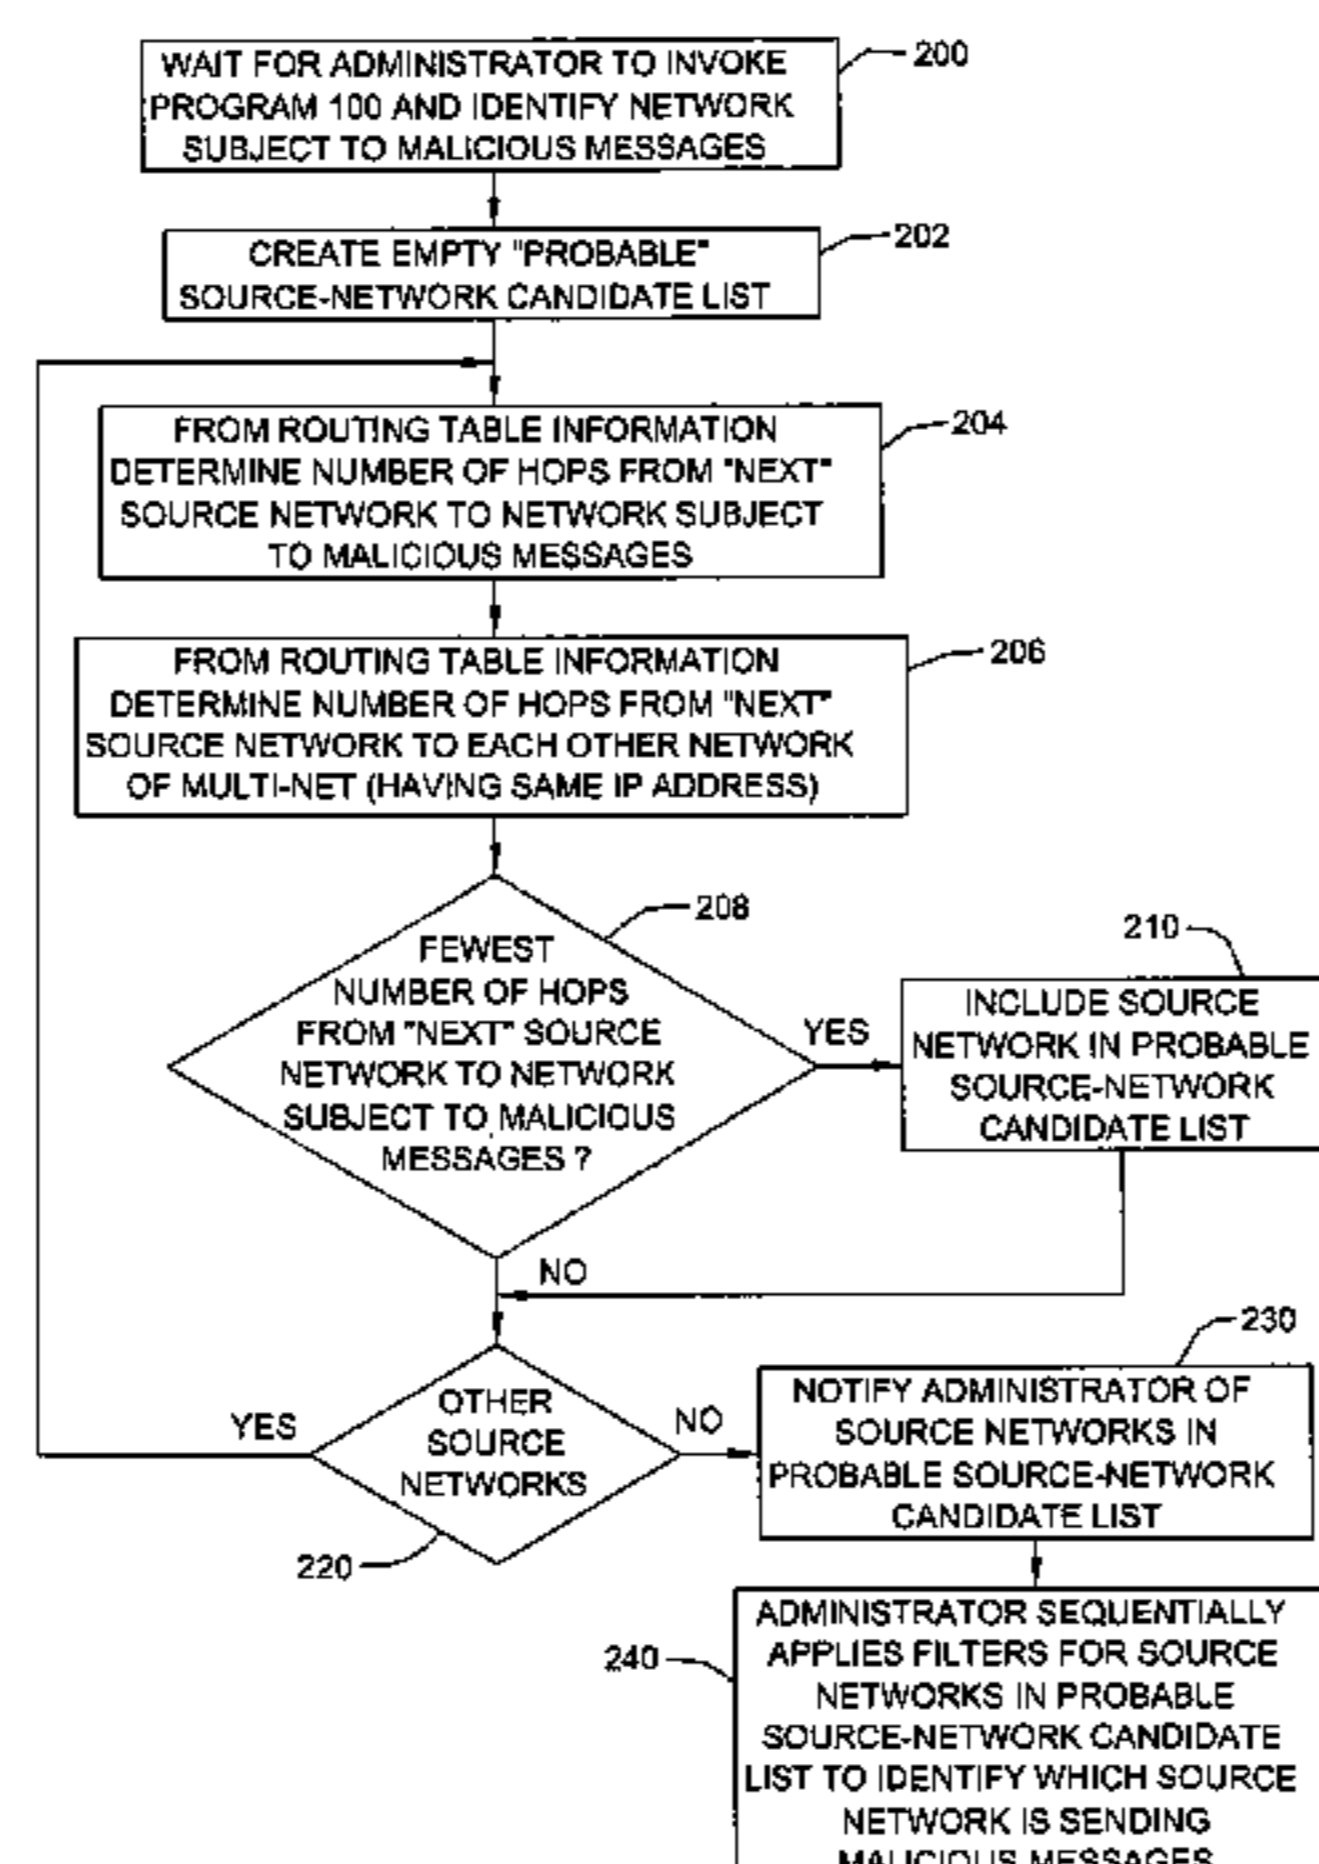 WAIT FOR ADMINISTRATOR TO INVOKE
PROGRAM 100 AND IDENTIFY NETWORK
SUBJECT TO MALICIOUS MESSAGES
200
CREATE EMPTY "PROBABLE"
SOURCE-NETWORK CANDIDATE LIST
202
FROM ROUTING TABLE INFORMATION
DETERMINE NUMBER OF HOPS FROM "NEXT"
SOURCE NETWORK TO NETWORK SUBJECT
TO MALICIOUS MESSAGES
204
FROM ROUTING TABLE INFORMATION
DETERMINE NUMBER OF HOPS FROM "NEXT"
SOURCE NETWORK TO EACH OTHER NETWORK
OF MULTI-NET (HAVING SAME IP ADDRESS)
206
FEWEST
NUMBER OF HOPS
FROM "NEXT" SOURCE
NETWORK TO NETWORK
SUBJECT TO MALICIOUS
MESSAGES ?
208
YES
210
INCLUDE SOURCE
NETWORK IN PROBABLE
SOURCE-NETWORK
CANDIDATE LIST
NO
OTHER
SOURCE
NETWORKS
220
YES
NO
230
NOTIFY ADMINISTRATOR OF
SOURCE NETWORKS IN
PROBABLE SOURCE-NETWORK
CANDIDATE LIST
240
ADMINISTRATOR SEQUENTIALLY
APPLIES FILTERS FOR SOURCE
NETWORKS IN PROBABLE
SOURCE-NETWORK CANDIDATE
LIST TO IDENTIFY WHICH SOURCE
NETWORK IS SENDING
MALICIOUS MESSAGES